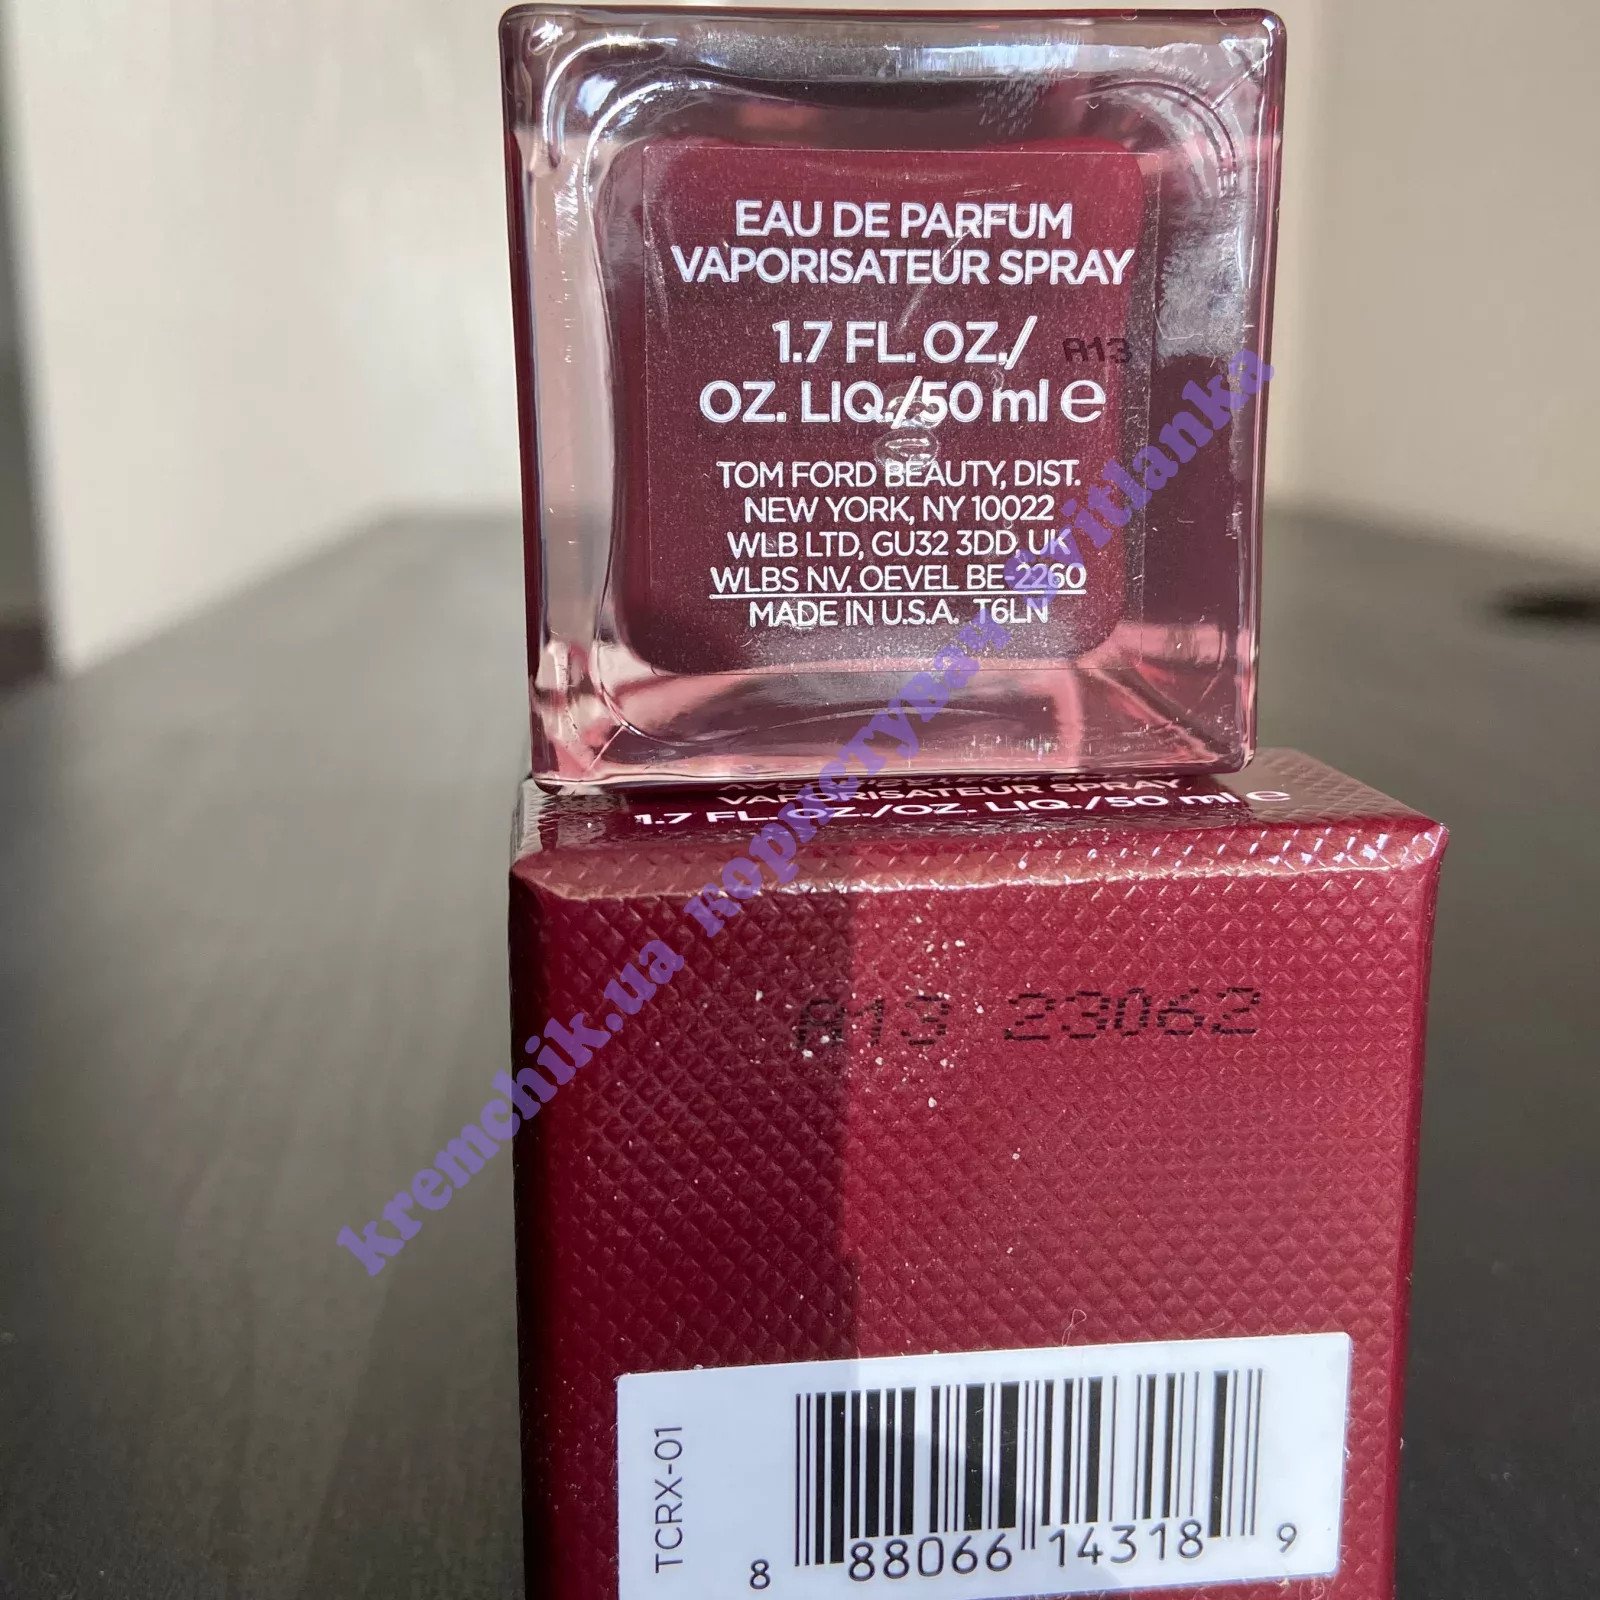 EAU DE PARFUM
VAPORISATEUR SPRAY
1.7 FL. OZ./
A13
OZ. LIQ./50 ml e
TOM FORD BEAUTY, DIST.
NEW YORK, NY 10022
WLB LTD, GU32 3DD, UK
WLBS NV, OEVEL BE-2260
MADE IN U.S.A. T6LN
VAPORISATEUR SPRAY
1.7 FL. OZ./OZ. LIQ./50 ml e
A13 23062
TCRX-01
8 88066 14318 9
kremchik.ua користувач Svitlanka